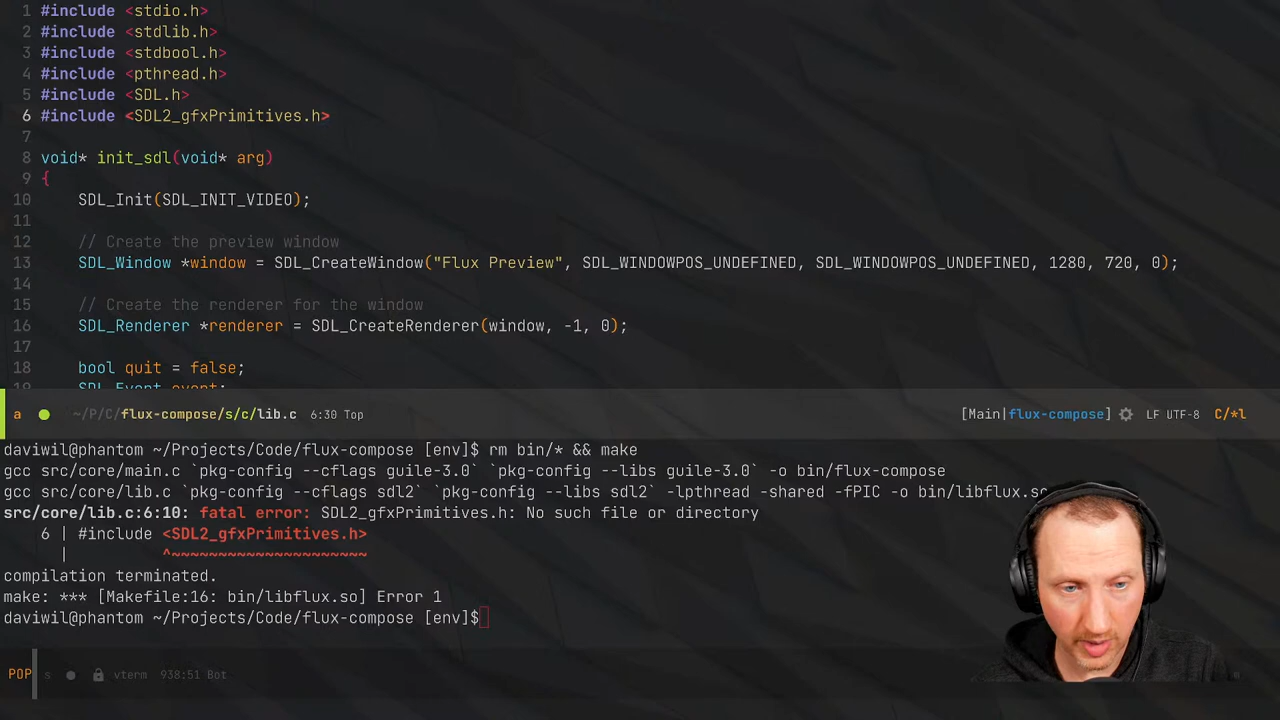 1 #include <stdio.h>
2 #include <stdlib.h>
3 #include <stdbool.h>
4 #include <pthread.h>
5 #include <SDL.h>
6 #include <SDL2_gfxPrimitives.h>
7
8 void* init_sdl(void* arg)
9 {
10 SDL_Init(SDL_INIT_VIDEO);
11
12 // Create the preview window
13 SDL_Window *window = SDL_CreateWindow("Flux Preview", SDL_WINDOWPOS_UNDEFINED, SDL_WINDOWPOS_UNDEFINED, 1280, 720, 0);
14
15 // Create the renderer for the window
16 SDL_Renderer *renderer = SDL_CreateRenderer(window, -1, 0);
17
18 bool quit = false;
19 SDL_Event event;
a ~/P/C/flux-compose/s/c/lib.c 6:30 Top [Main|flux-compose] LF UTF-8 C/*l
daviwil@phantom ~/Projects/Code/flux-compose [env]$ rm bin/* && make
gcc src/core/main.c `pkg-config --cflags guile-3.0` `pkg-config --libs guile-3.0` -o bin/flux-compose
gcc src/core/lib.c `pkg-config --cflags sdl2` `pkg-config --libs sdl2` -lpthread -shared -fPIC -o bin/libflux.so
src/core/lib.c:6:10: fatal error: SDL2_gfxPrimitives.h: No such file or directory
6 | #include <SDL2_gfxPrimitives.h>
| ^~~~~~~~~~~~~~~~~~~~~~
compilation terminated.
make: *** [Makefile:16: bin/libflux.so] Error 1
daviwil@phantom ~/Projects/Code/flux-compose [env]$
POP s vterm 938:51 Bot